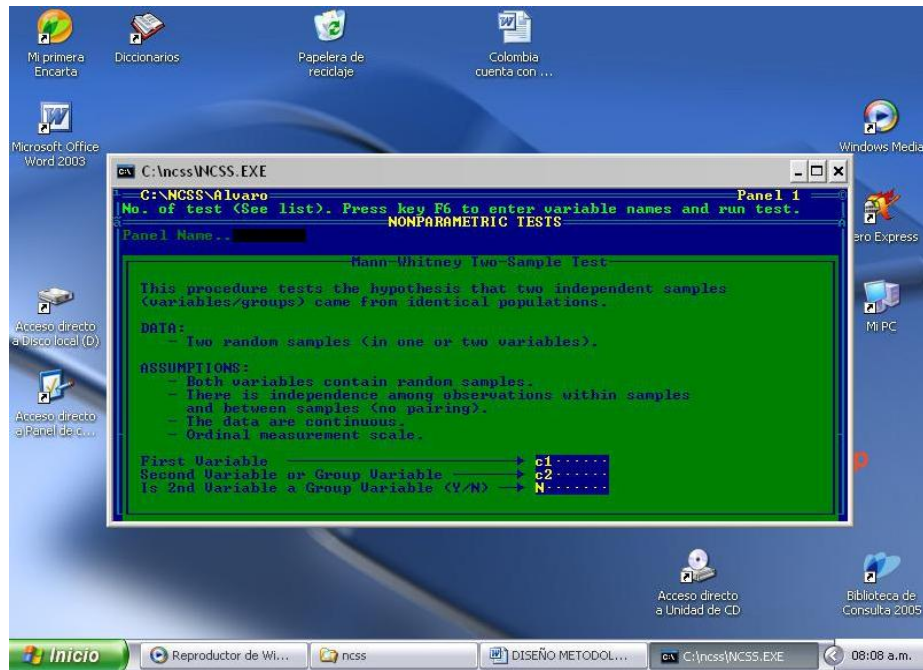 Mi primera
Encarta
Diccionarios
Papelera de
reciclaje
Colombia
cuenta con ...
Microsoft Office
Word 2003
Windows Media
C:\ncss\NCSS.EXE
C:\NCSS\Alvaro
Panel 1
No. of test (See list). Press key F6 to enter variable names and run test.
NONPARAMETRIC TESTS
Panel Name..
ero Express
Mann-Whitney Two-Sample Test
This procedure tests the hypothesis that two independent samples
(variables/groups) came from identical populations.
DATA:
- Two random samples (in one or two variables).
ASSUMPTIONS:
- Both variables contain random samples.
- There is independence among observations within samples
and between samples (no pairing).
- The data are continuous.
- Ordinal measurement scale.
First Variable c1
Second Variable or Group Variable c2
Is 2nd Variable a Group Variable (Y/N) N
Acceso directo
a Disco local (D)
Mi PC
Acceso directo
a Panel de c...
p
Acceso directo
a Unidad de CD
Biblioteca de
Consulta 2005
Inicio
Reproductor de Wi...
ncss
DISEÑO METODOL...
C:\ncss\NCSS.EXE
08:08 a.m.